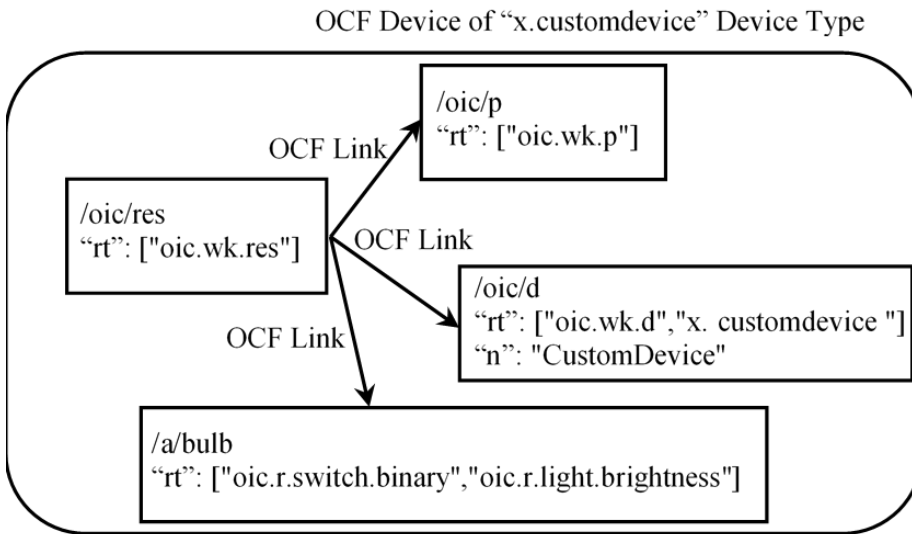 OCF Device of “x.customdevice” Device Type
/oic/p
“rt”: ["oic.wk.p"]
OCF Link
/oic/res
“rt”: ["oic.wk.res"]
OCF Link
/oic/d
“rt”: ["oic.wk.d","x. customdevice "]
“n”: "CustomDevice"
OCF Link
/a/bulb
“rt”: ["oic.r.switch.binary","oic.r.light.brightness"]